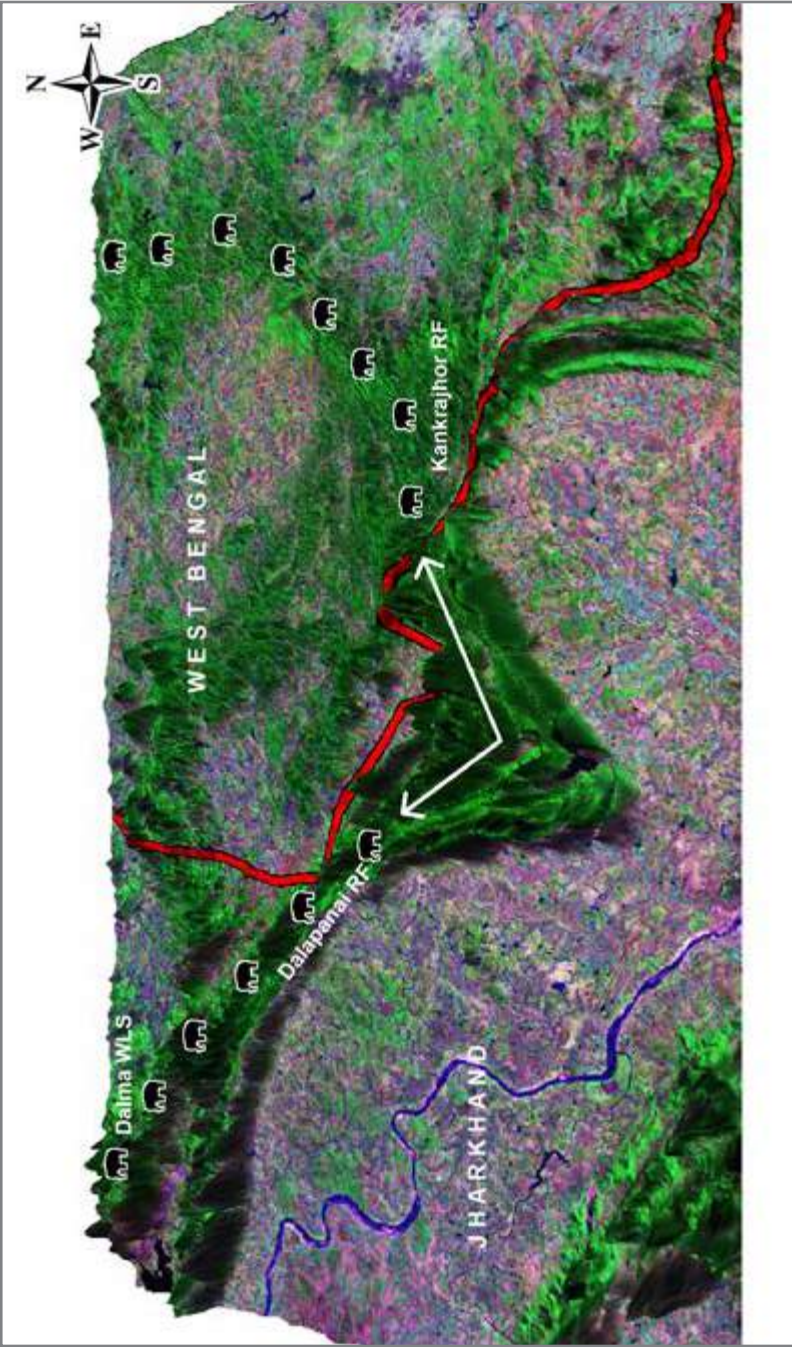 N
E
S
W
WEST BENGAL
Kankrajhor RF
Dalapanai RF
Dalma WLS
JHARKHAND